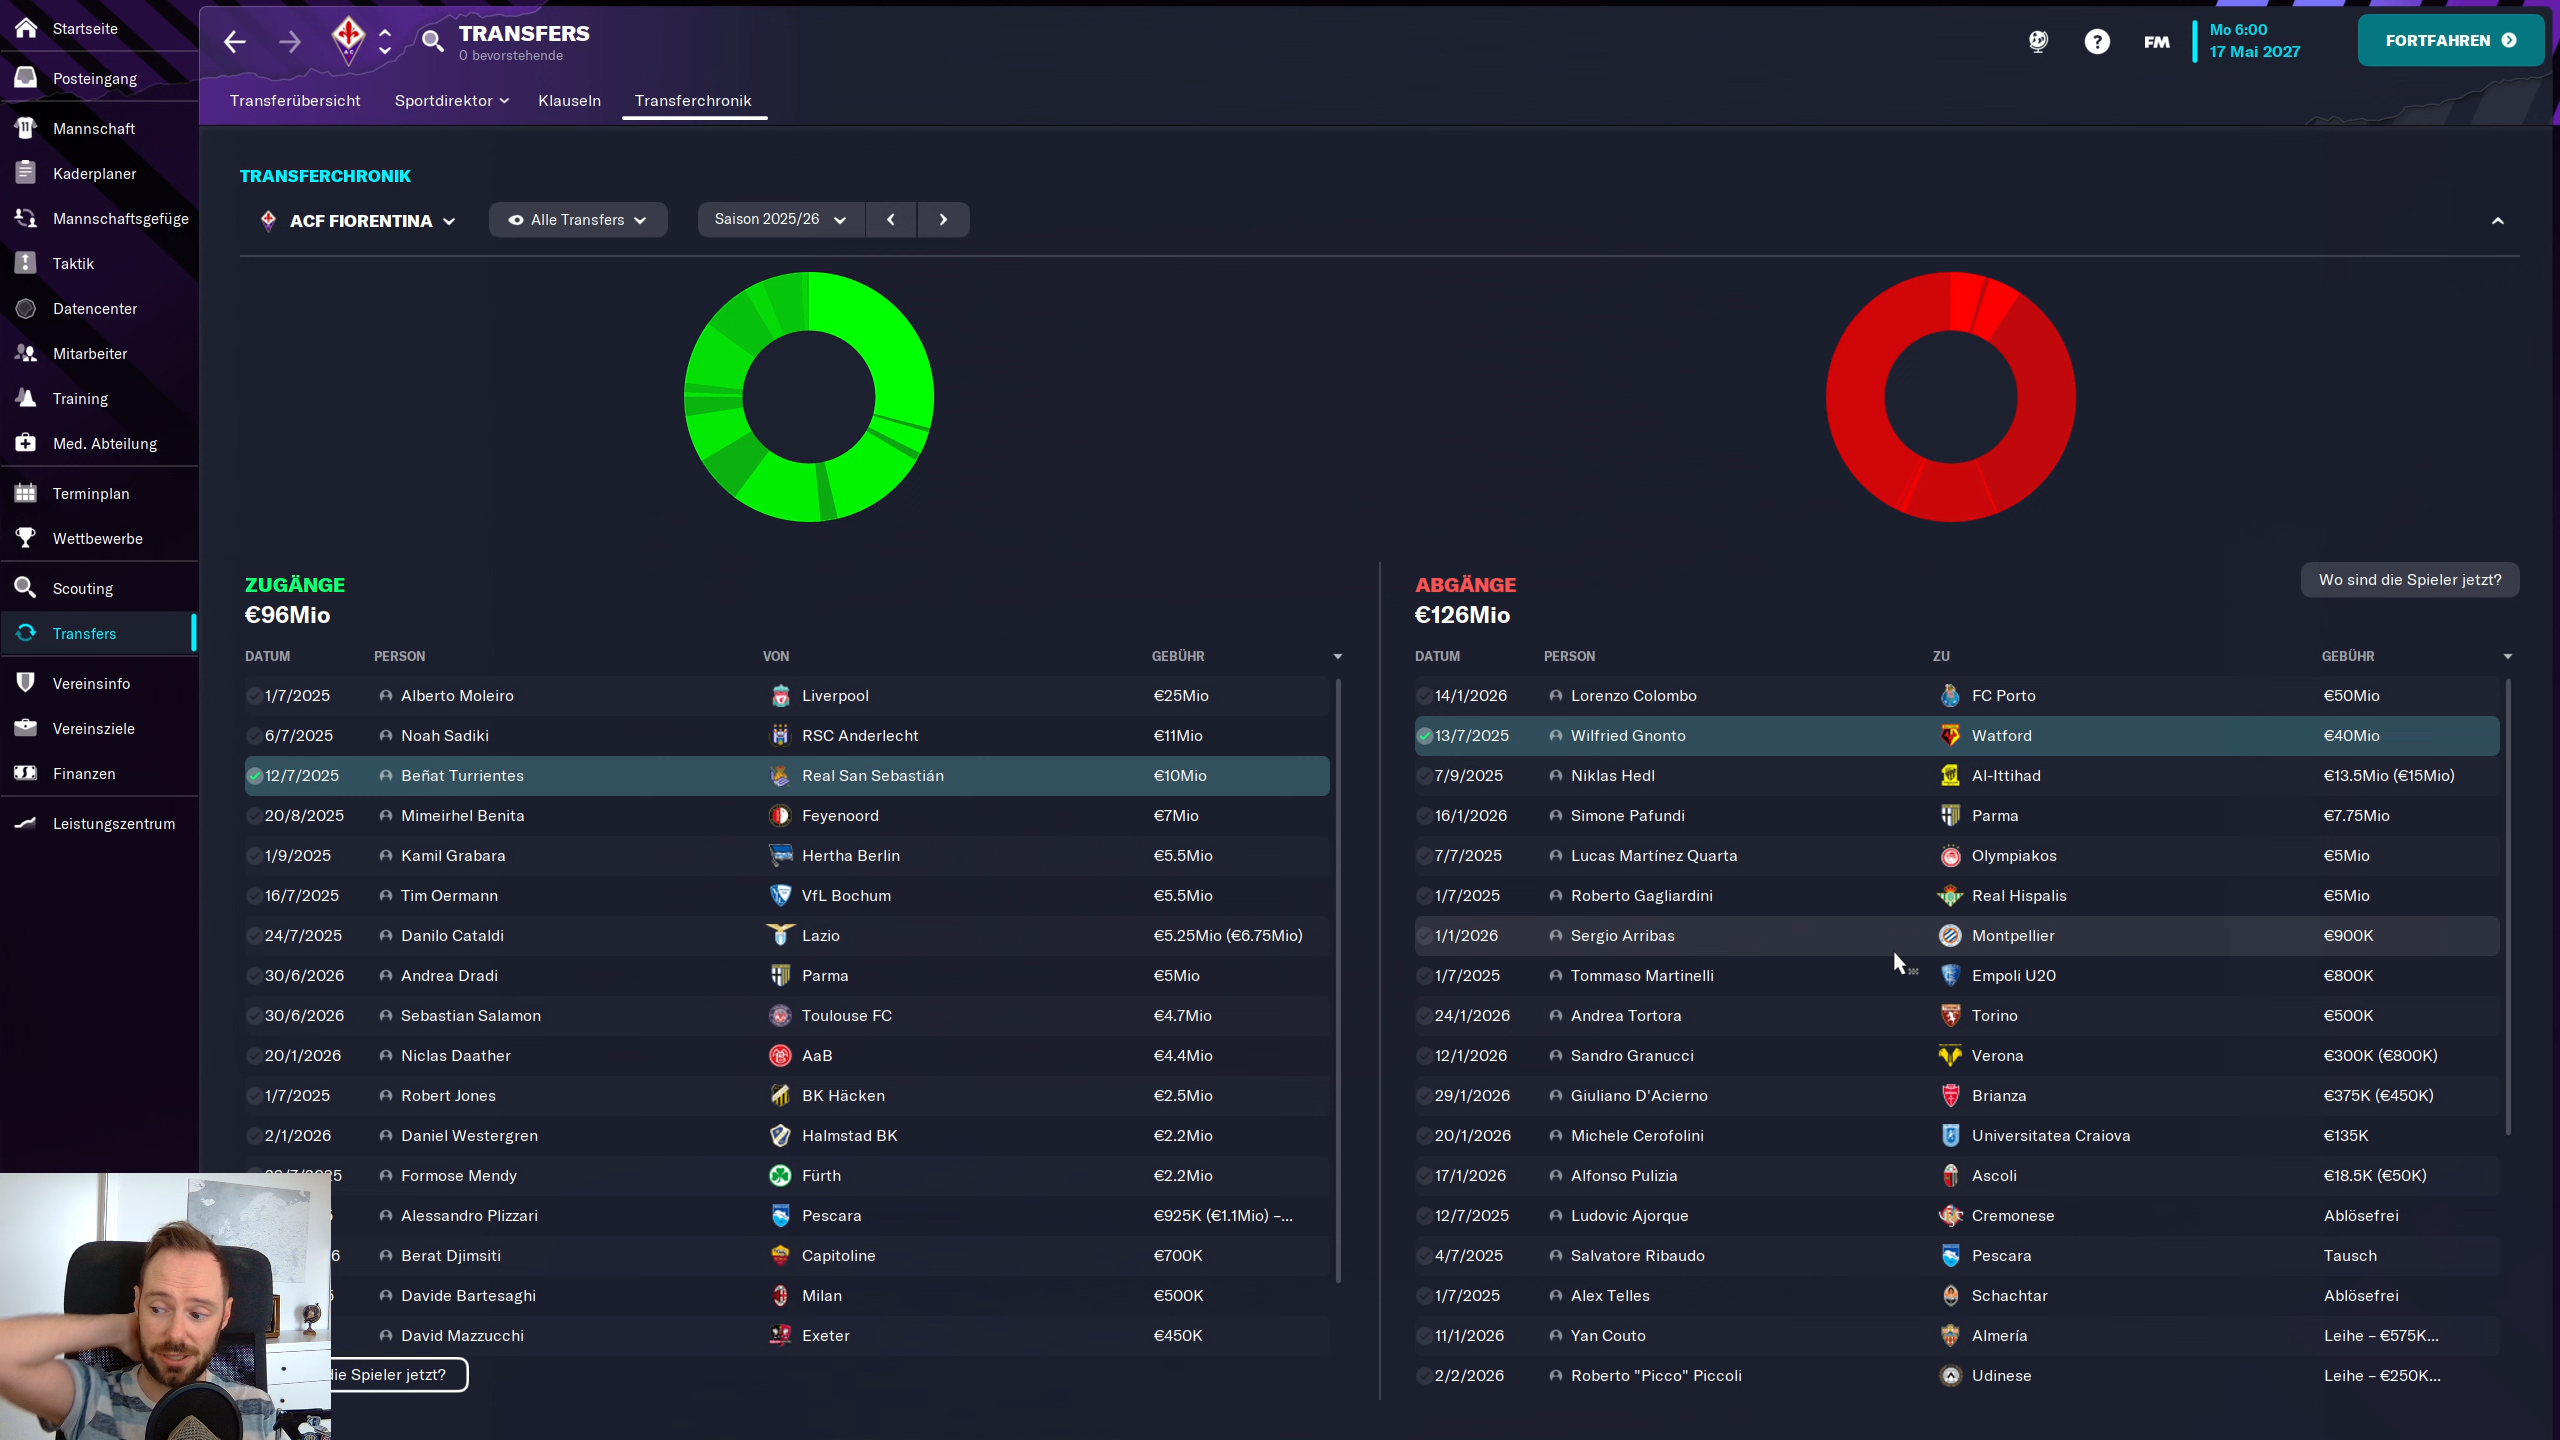 Startseite
Posteingang
Mannschaft
Kaderplaner
Mannschaftsgefüge
Taktik
Datencenter
Mitarbeiter
Training
Med. Abteilung
Terminplan
Wettbewerbe
Scouting
Transfers
Vereinsinfo
Vereinsziele
Finanzen
Leistungszentrum
TRANSFERS
0 bevorstehende
FM
Mo 6:00
17 Mai 2027
FORTFAHREN
Transferübersicht Sportdirektor Klauseln Transferchronik
TRANSFERCHRONIK
ACF FIORENTINA Alle Transfers Saison 2025/26
ZUGÄNGE
€96Mio
DATUM PERSON VON GEBÜHR
1/7/2025 Alberto Moleiro Liverpool €25Mio
6/7/2025 Noah Sadiki RSC Anderlecht €11Mio
12/7/2025 Beñat Turrientes Real San Sebastián €10Mio
20/8/2025 Mimeirhel Benita Feyenoord €7Mio
1/9/2025 Kamil Grabara Hertha Berlin €5.5Mio
16/7/2025 Tim Oermann VfL Bochum €5.5Mio
24/7/2025 Danilo Cataldi Lazio €5.25Mio (€6.75Mio)
30/6/2026 Andrea Dradi Parma €5Mio
30/6/2026 Sebastian Salamon Toulouse FC €4.7Mio
20/1/2026 Niclas Daather AaB €4.4Mio
1/7/2025 Robert Jones BK Häcken €2.5Mio
2/1/2026 Daniel Westergren Halmstad BK €2.2Mio
Formose Mendy Fürth €2.2Mio
Alessandro Plizzari Pescara €925K (€1.1Mio) –...
Berat Djimsiti Capitoline €700K
Davide Bartesaghi Milan €500K
David Mazzucchi Exeter €450K
die Spieler jetzt?
ABGÄNGE
€126Mio
Wo sind die Spieler jetzt?
DATUM PERSON ZU GEBÜHR
14/1/2026 Lorenzo Colombo FC Porto €50Mio
13/7/2025 Wilfried Gnonto Watford €40Mio
7/9/2025 Niklas Hedl Al-Ittihad €13.5Mio (€15Mio)
16/1/2026 Simone Pafundi Parma €7.75Mio
7/7/2025 Lucas Martínez Quarta Olympiakos €5Mio
1/7/2025 Roberto Gagliardini Real Hispalis €5Mio
1/1/2026 Sergio Arribas Montpellier €900K
1/7/2025 Tommaso Martinelli Empoli U20 €800K
24/1/2026 Andrea Tortora Torino €500K
12/1/2026 Sandro Granucci Verona €300K (€800K)
29/1/2026 Giuliano D'Acierno Brianza €375K (€450K)
20/1/2026 Michele Cerofolini Universitatea Craiova €135K
17/1/2026 Alfonso Pulizia Ascoli €18.5K (€50K)
12/7/2025 Ludovic Ajorque Cremonese Ablösefrei
4/7/2025 Salvatore Ribaudo Pescara Tausch
1/7/2025 Alex Telles Schachtar Ablösefrei
11/1/2026 Yan Couto Almería Leihe – €575K...
2/2/2026 Roberto "Picco" Piccoli Udinese Leihe – €250K...